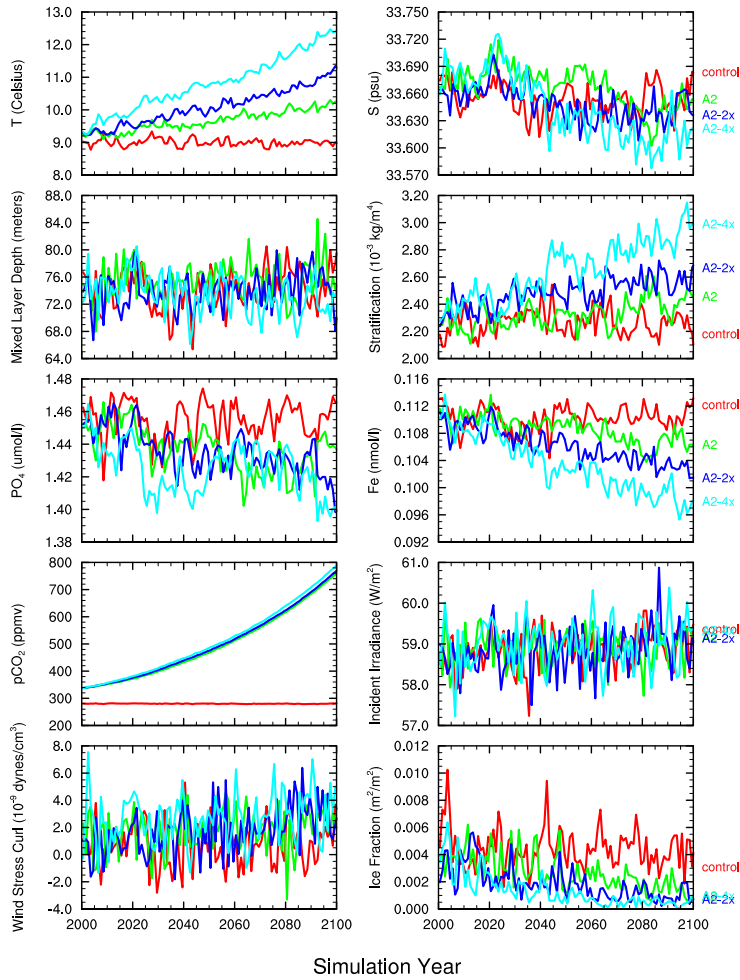 T (Celsius)
13.0
12.0
11.0
10.0
9.0
8.0
S (psu)
33.750
33.720
33.690
33.660
33.630
33.600
33.570
control
A2
A2-2x
A2-4x
Mixed Layer Depth (meters)
88.0
84.0
80.0
76.0
72.0
68.0
64.0
Stratification (10⁻³ kg/m⁴)
3.20
3.00
2.80
2.60
2.40
2.20
2.00
A2-4x
A2-2x
A2
control
PO₄ (umol/l)
1.48
1.46
1.44
1.42
1.40
1.38
Fe (nmol/l)
0.116
0.112
0.108
0.104
0.100
0.096
0.092
control
A2
A2-2x
A2-4x
pCO₂ (ppmv)
800
700
600
500
400
300
200
Incident Irradiance (W/m²)
61.0
60.0
59.0
58.0
57.0
control
A2-2x
Wind Stress Curl (10⁻⁹ dynes/cm³)
8.0
6.0
4.0
2.0
0.0
-2.0
-4.0
2000 2020 2040 2060 2080 2100
Ice Fraction (m²/m²)
0.012
0.010
0.008
0.006
0.004
0.002
0.000
control
A2-2x
2000 2020 2040 2060 2080 2100
Simulation Year